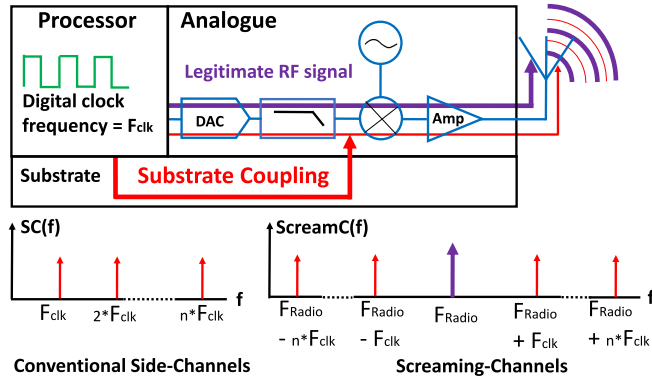 Processor
Analogue
Legitimate RF signal
Digital clock
frequency = Fclk
DAC
Amp
Substrate
Substrate Coupling
SC(f)
f
Fclk
2*Fclk
n*Fclk
Conventional Side-Channels
ScreamC(f)
f
FRadio
- n*Fclk
FRadio
- Fclk
FRadio
FRadio
+ Fclk
FRadio
+ n*Fclk
Screaming-Channels